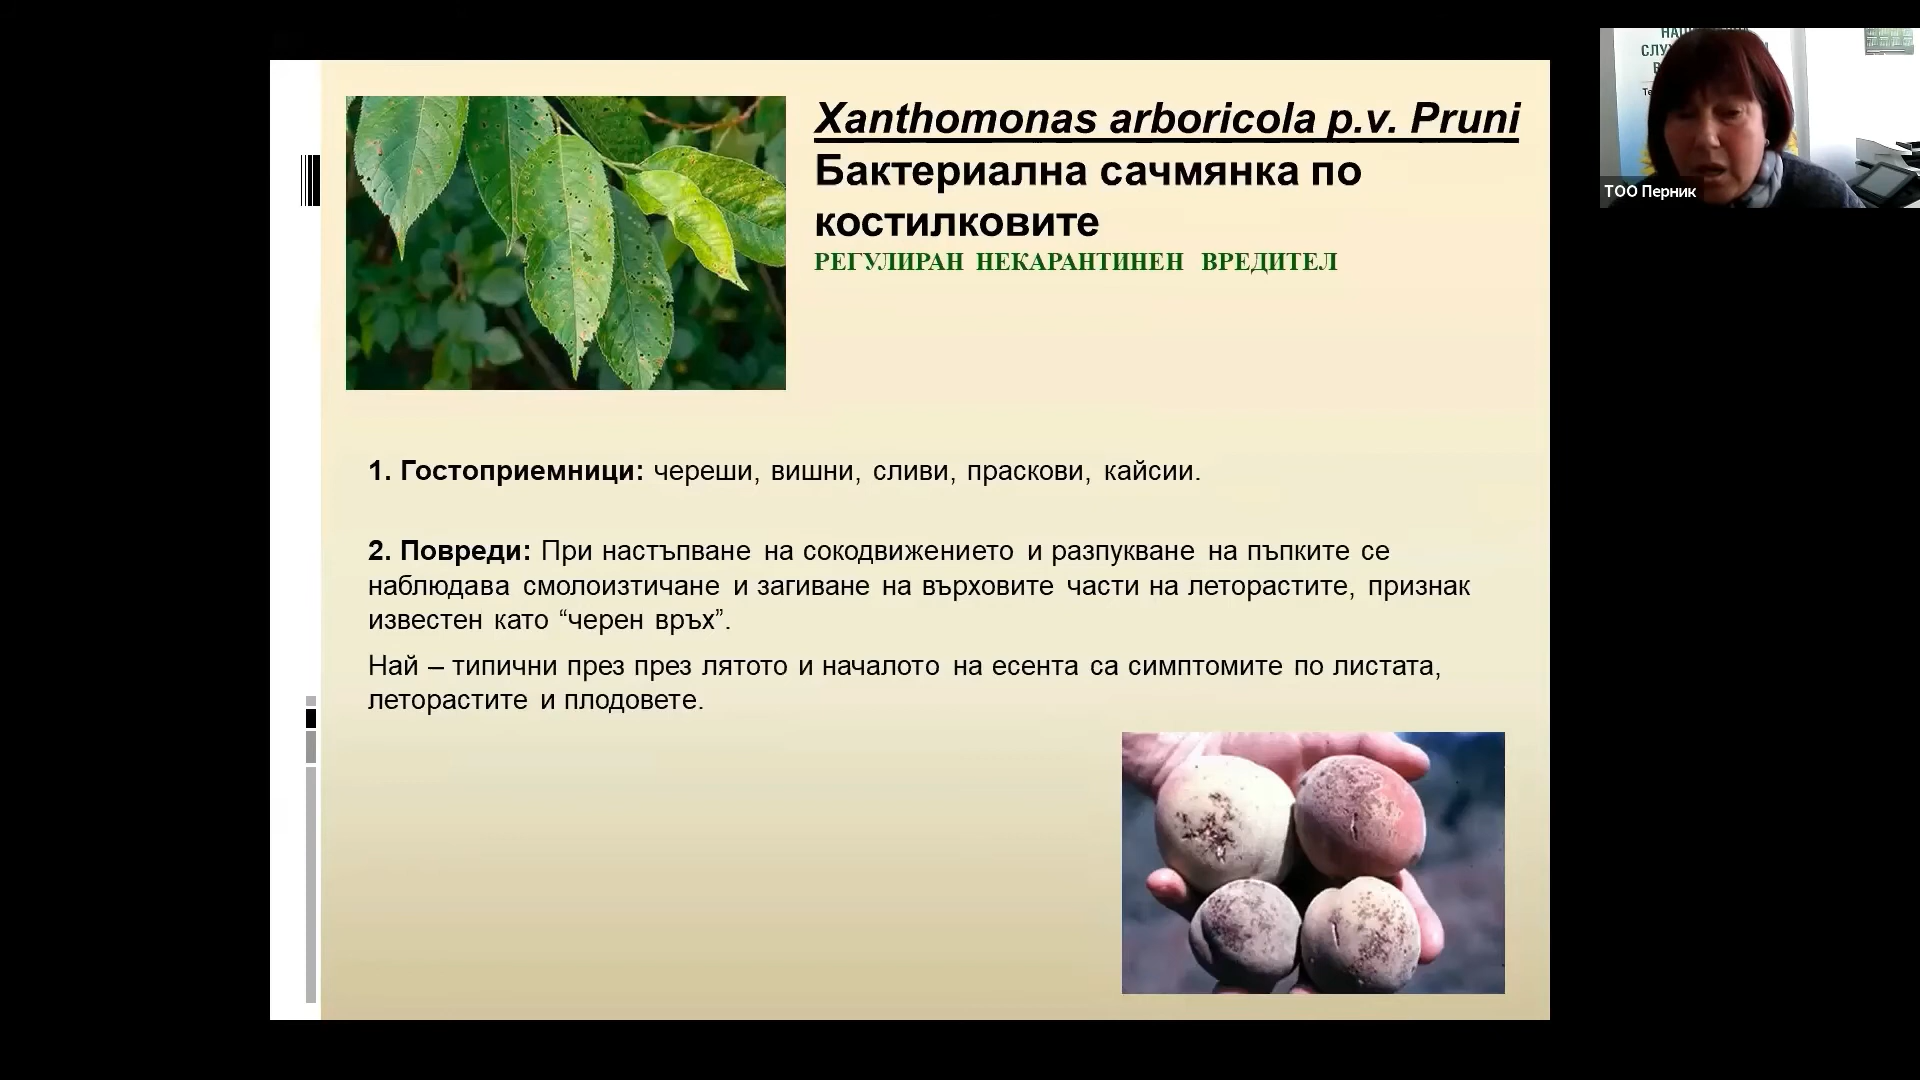 Xanthomonas arboricola p.v. Pruni
Бактериална сачмянка по
костилковите
РЕГУЛИРАН НЕКАРАНТИНЕН ВРЕДИТЕЛ
1. Гостоприемници: череши, вишни, сливи, праскови, кайсии.
2. Повреди: При настъпване на сокодвижението и разпукване на пъпките се
наблюдава смолоизтичане и загиване на върховите части на леторастите, признак
известен като “черен връх”.
Най – типични през през лятото и началото на есента са симптомите по листата,
леторастите и плодовете.
ТОО Перник